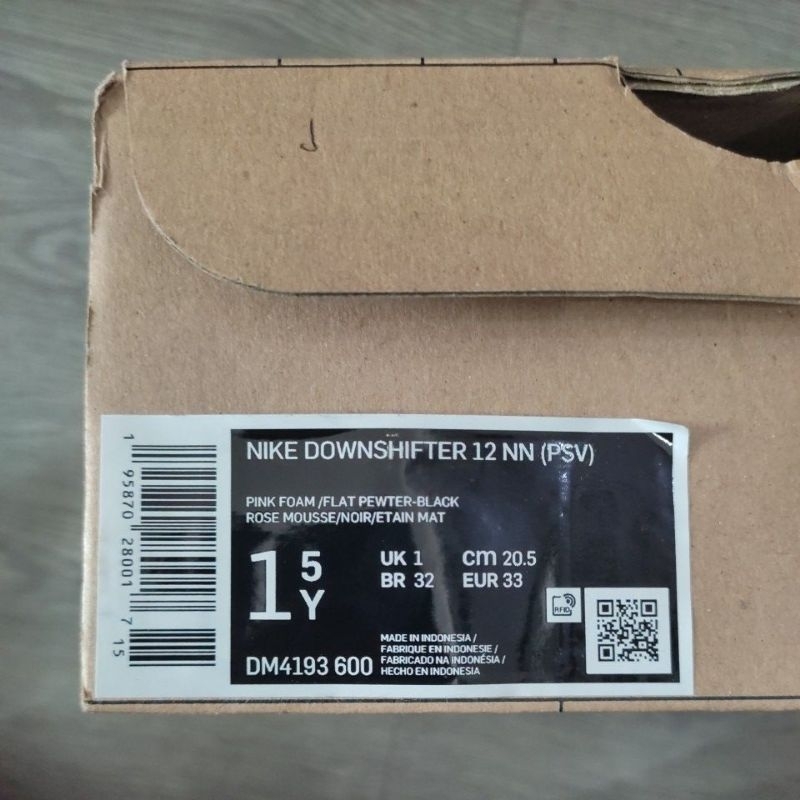 NIKE DOWNSHIFTER 12 NN (PSV)
PINK FOAM /FLAT PEWTER-BLACK
ROSE MOUSSE/NOIR/ETAIN MAT
1 5 Y
UK 1 cm 20.5
BR 32 EUR 33
RFID
DM4193 600
MADE IN INDONESIA /
FABRIQUE EN INDONESIE /
FABRICADO NA INDONÉSIA /
HECHO EN INDONESIA
1 95870 28001 7 15